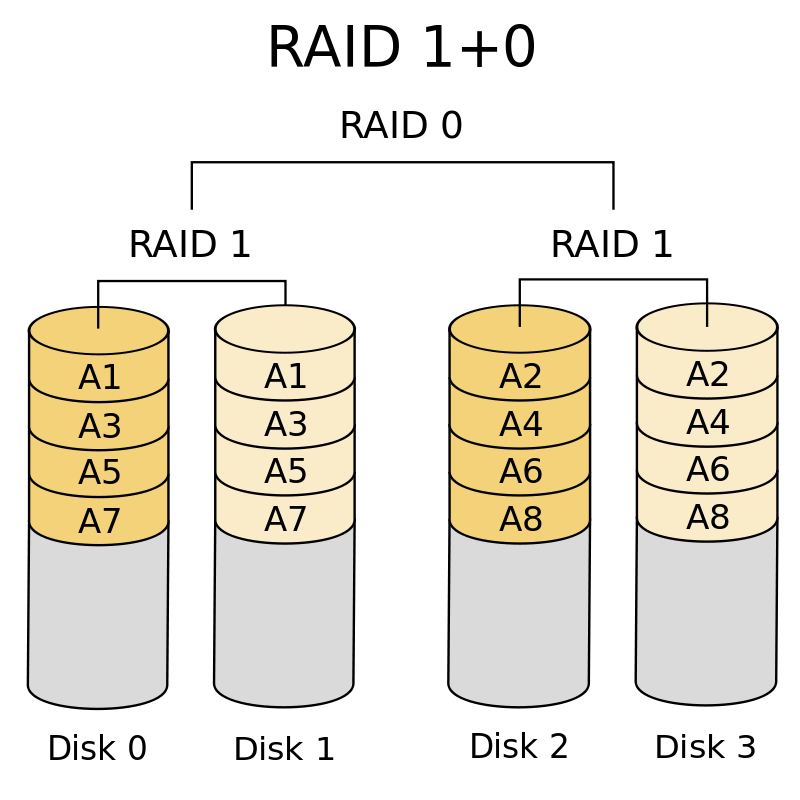 RAID 1+0
RAID 0
RAID 1
RAID 1
A1
A3
A5
A7
A1
A3
A5
A7
A2
A4
A6
A8
A2
A4
A6
A8
Disk 0
Disk 1
Disk 2
Disk 3